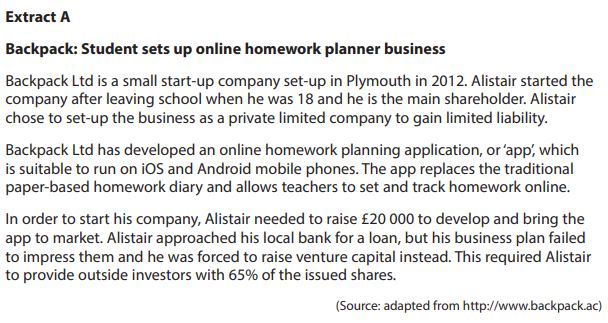 Extract A
Backpack: Student sets up online homework planner business
Backpack Ltd is a small start-up company set-up in Plymouth in 2012. Alistair started the
company after leaving school when he was 18 and he is the main shareholder. Alistair
chose to set-up the business as a private limited company to gain limited liability.
Backpack Ltd has developed an online homework planning application, or ‘app’, which
is suitable to run on iOS and Android mobile phones. The app replaces the traditional
paper-based homework diary and allows teachers to set and track homework online.
In order to start his company, Alistair needed to raise £20 000 to develop and bring the
app to market. Alistair approached his local bank for a loan, but his business plan failed
to impress them and he was forced to raise venture capital instead. This required Alistair
to provide outside investors with 65% of the issued shares.
(Source: adapted from http://www.backpack.ac)